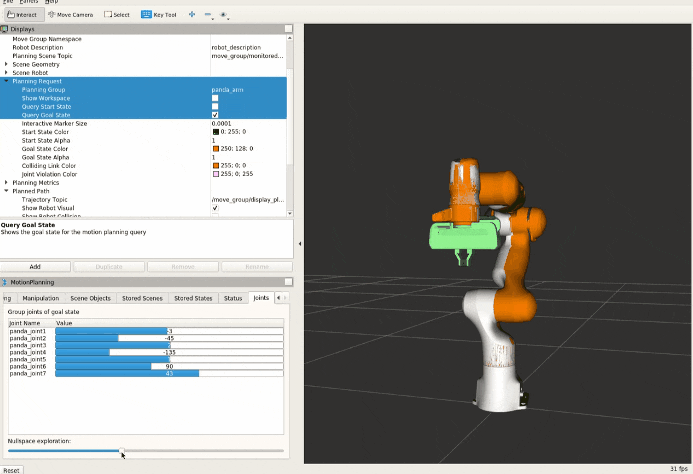 File Panels Help
Interact Move Camera Select Key Tool
Displays
Move Group Namespace
Robot Description robot_description
Planning Scene Topic move_group/monitored...
Scene Geometry
Scene Robot
Planning Request
Planning Group panda_arm
Show Workspace
Query Start State
Query Goal State
Interactive Marker Size 0.0001
Start State Color 0; 255; 0
Start State Alpha 1
Goal State Color 250; 128; 0
Goal State Alpha 1
Colliding Link Color 255; 0; 0
Joint Violation Color 255; 0; 255
Planning Metrics
Planned Path
Trajectory Topic /move_group/display_pl...
Show Robot Visual
Show Robot Collision
Query Goal State
Shows the goal state for the motion planning query
Add Duplicate Remove Rename
MotionPlanning
ng Manipulation Scene Objects Stored Scenes Stored States Status Joints
Group joints of goal state
Joint Name Value
panda_joint1 -3
panda_joint2 -45
panda_joint3
panda_joint4 -135
panda_joint5
panda_joint6 90
panda_joint7
Nullspace exploration:
Reset
31 fps